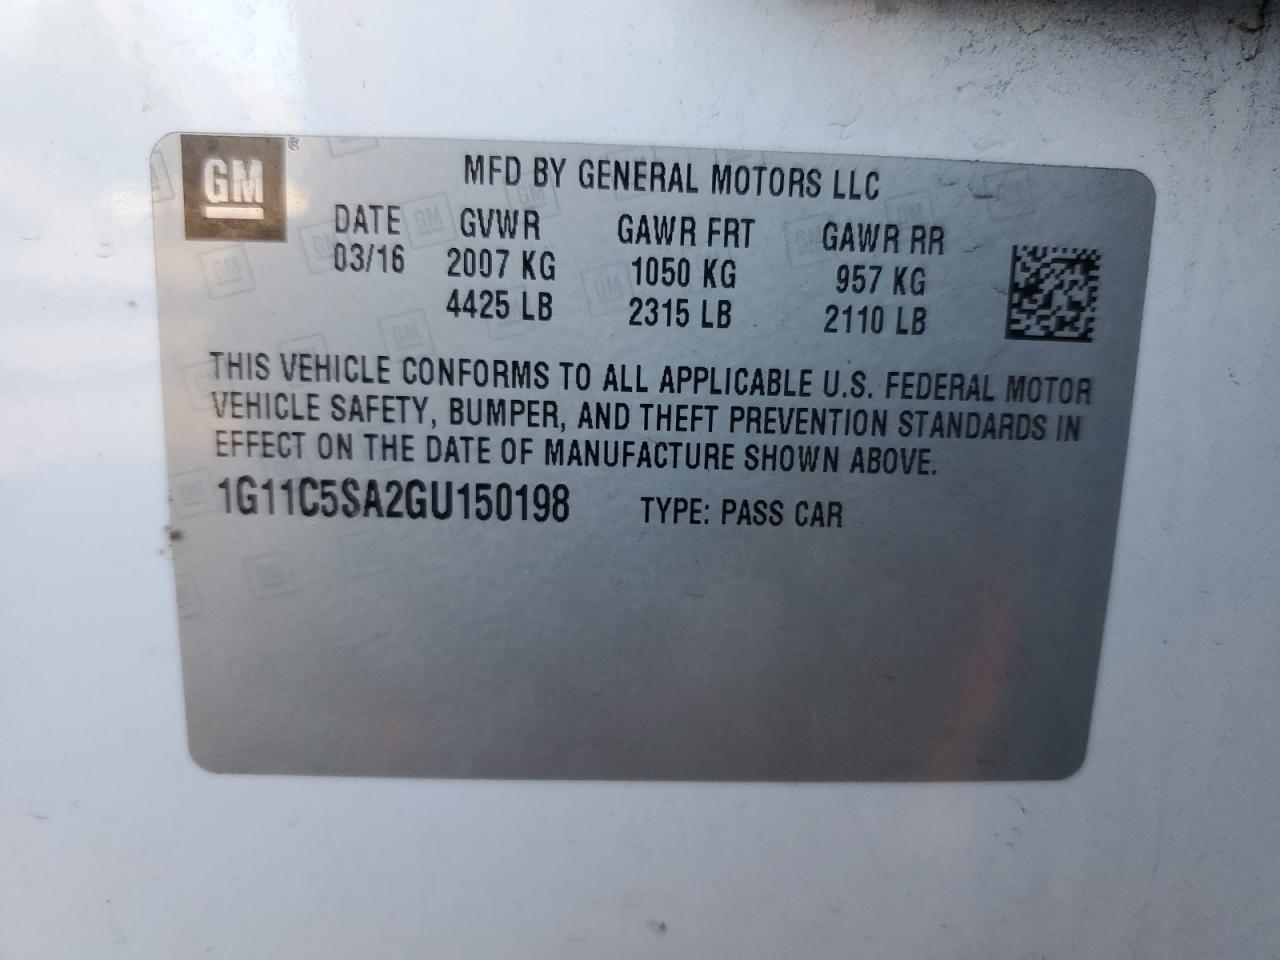 GM ®
MFD BY GENERAL MOTORS LLC
DATE GVWR GAWR FRT GAWR RR
03/16 2007 KG 1050 KG 957 KG
4425 LB 2315 LB 2110 LB
THIS VEHICLE CONFORMS TO ALL APPLICABLE U.S. FEDERAL MOTOR
VEHICLE SAFETY, BUMPER, AND THEFT PREVENTION STANDARDS IN
EFFECT ON THE DATE OF MANUFACTURE SHOWN ABOVE.
1G11C5SA2GU150198 TYPE: PASS CAR